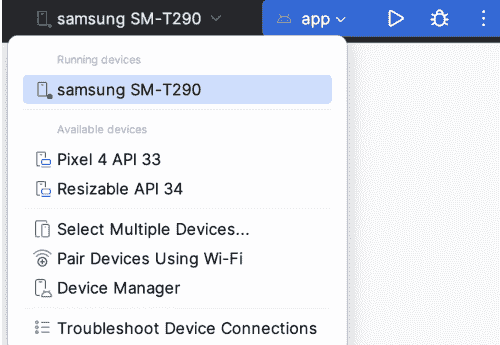 samsung SM-T290 app
Running devices
samsung SM-T290
Available devices
Pixel 4 API 33
Resizable API 34
Select Multiple Devices...
Pair Devices Using Wi-Fi
Device Manager
Troubleshoot Device Connections